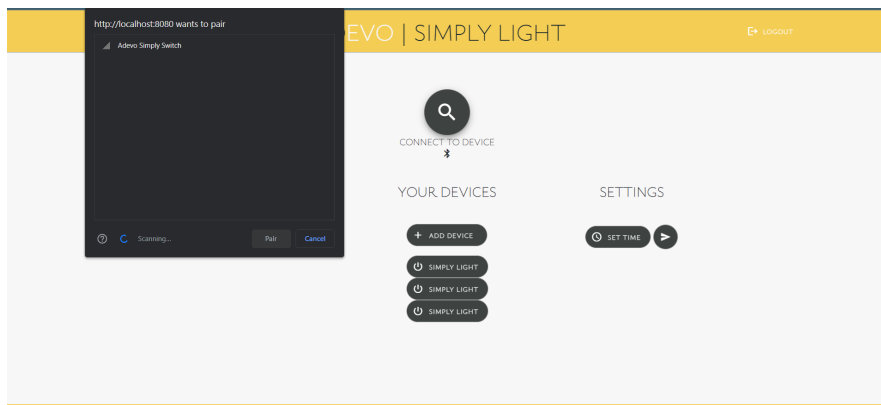 http://localhost:8080 wants to pair
Adevo Simply Switch
Scanning...
Pair
Cancel
EVO | SIMPLY LIGHT
LOGOUT
CONNECT TO DEVICE
YOUR DEVICES
+ ADD DEVICE
SIMPLY LIGHT
SIMPLY LIGHT
SIMPLY LIGHT
SETTINGS
SET TIME